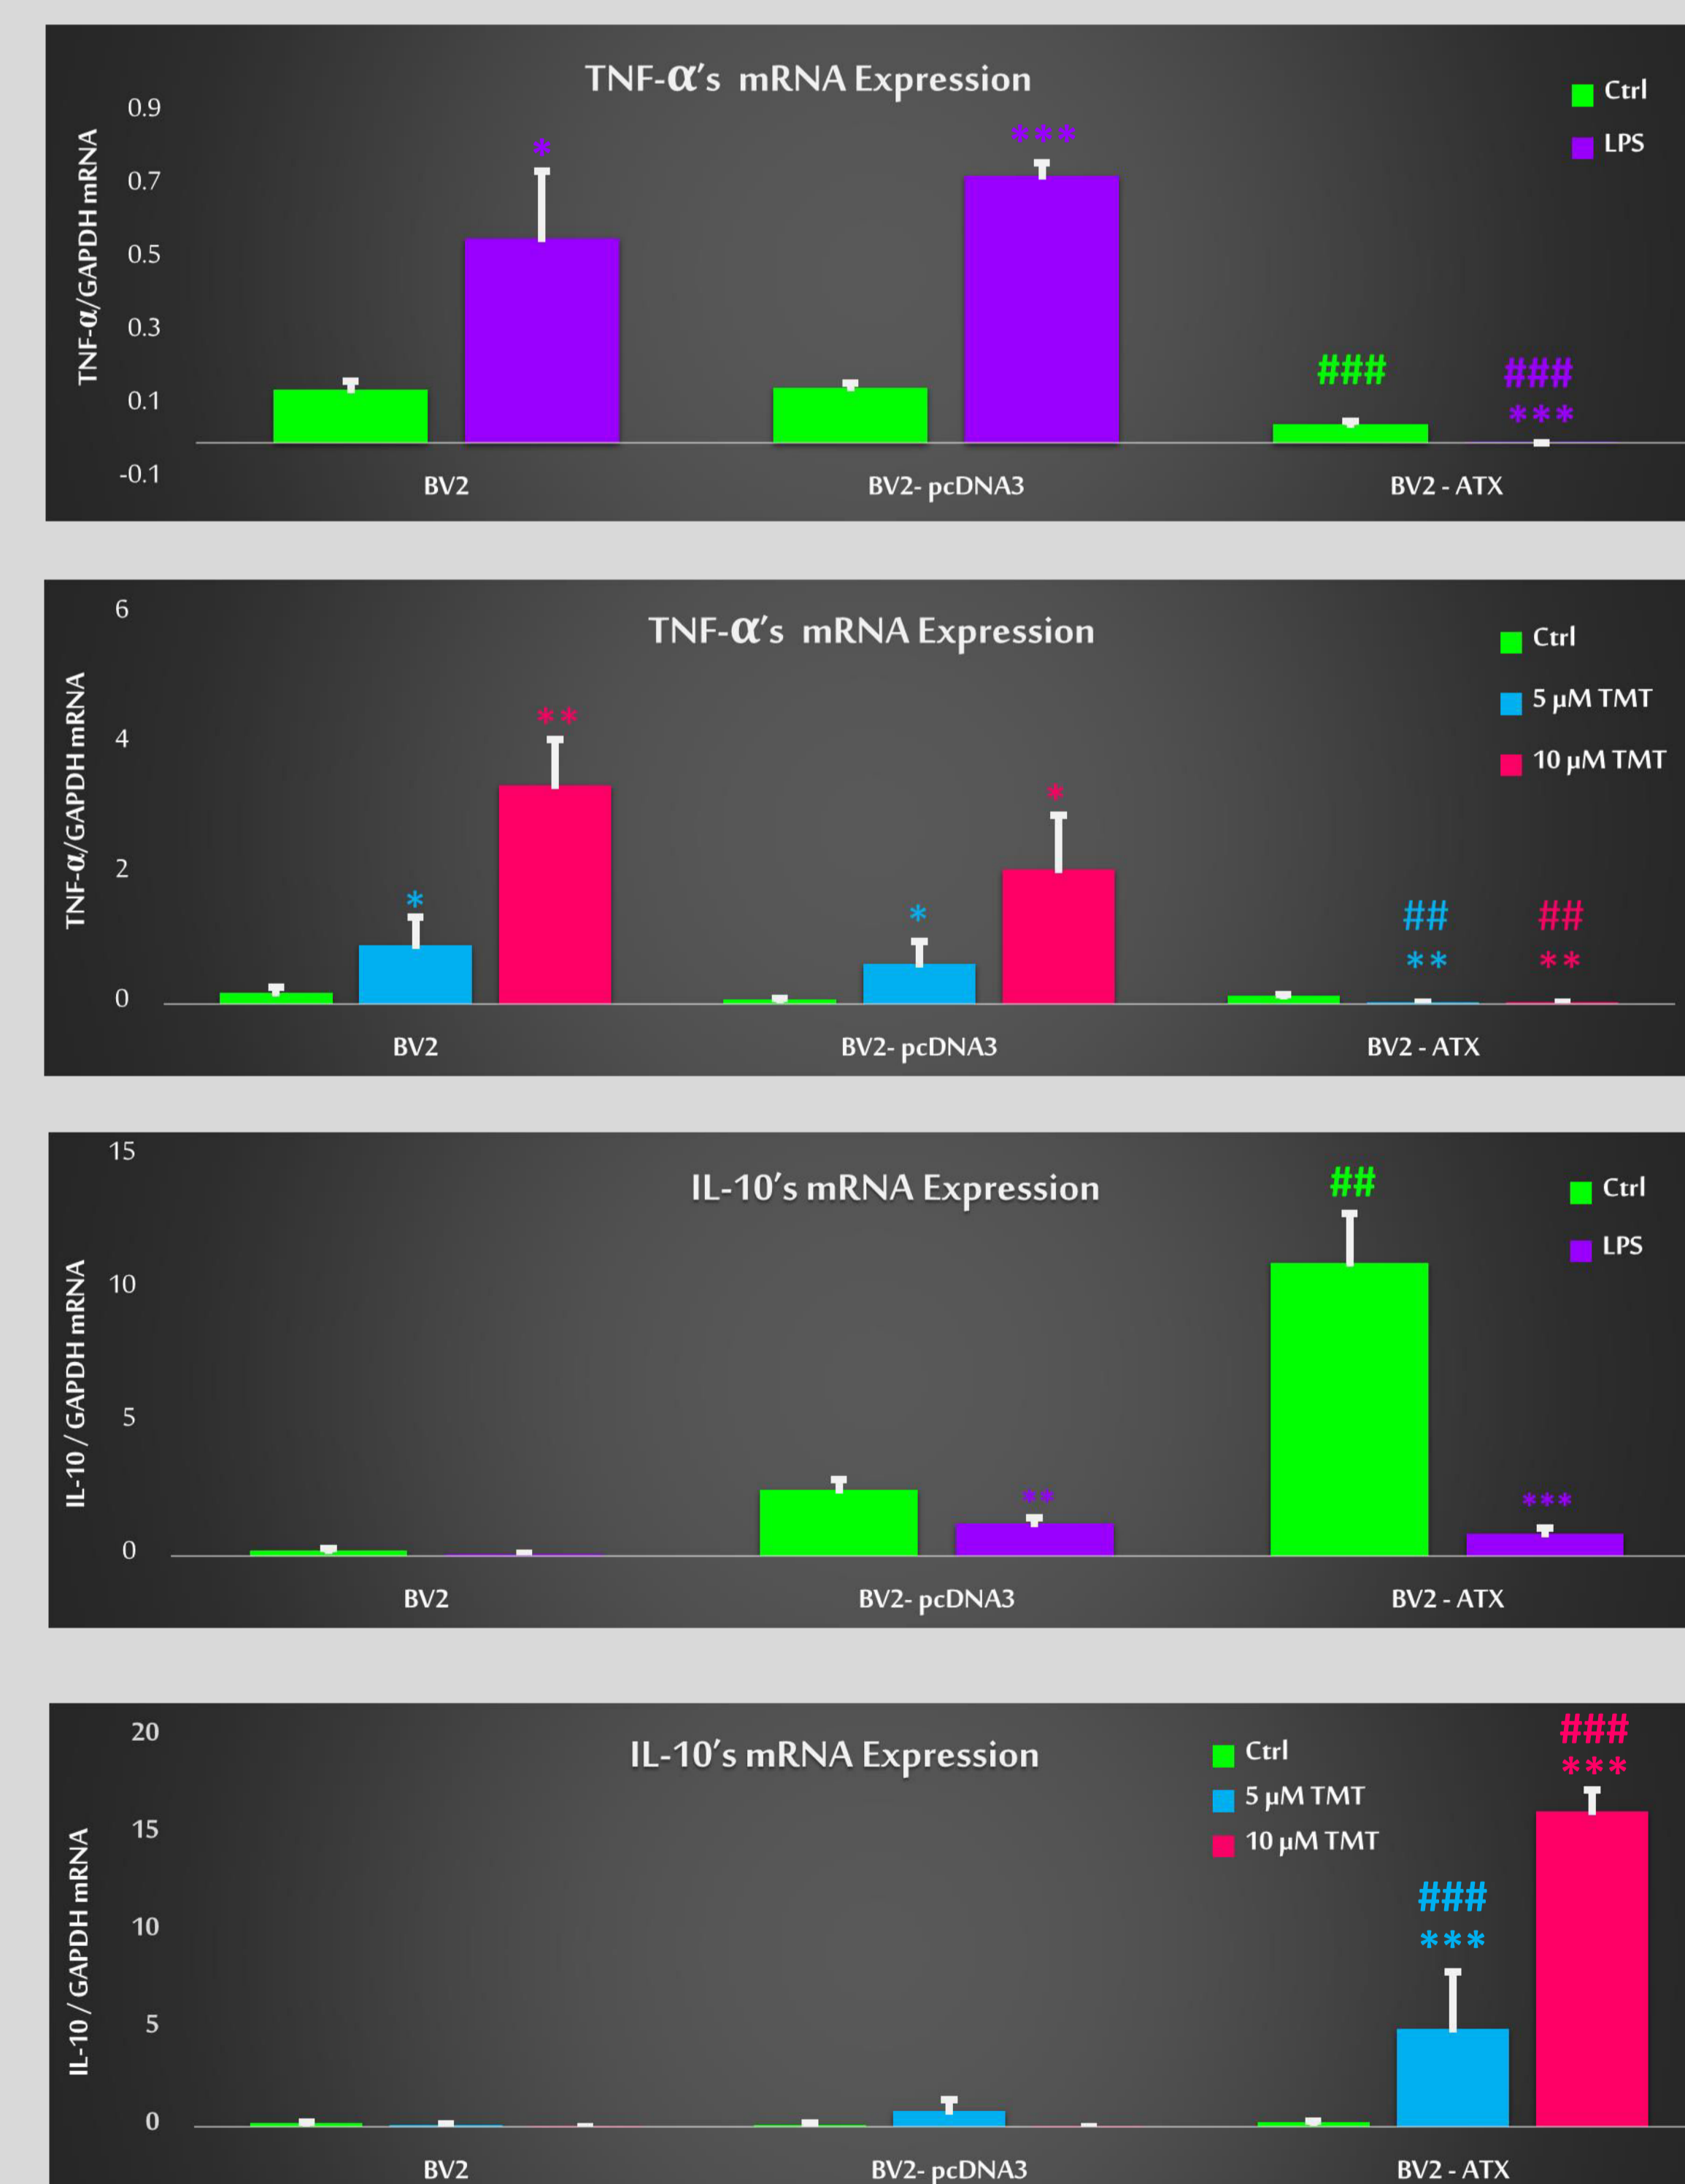 TNF-α's mRNA Expression
TNF-α/GAPDH mRNA
0.9
0.7
0.5
0.3
0.1
-0.1
Ctrl
LPS
*
***
###
###
***
BV2
BV2- pcDNA3
BV2 - ATX
TNF-α's mRNA Expression
TNF-α/GAPDH mRNA
6
4
2
0
Ctrl
5 µM TMT
10 µM TMT
*
**
*
*
##
**
##
**
BV2
BV2- pcDNA3
BV2 - ATX
IL-10's mRNA Expression
IL-10 / GAPDH mRNA
15
10
5
0
Ctrl
LPS
**
##
***
BV2
BV2- pcDNA3
BV2 - ATX
IL-10's mRNA Expression
IL-10 / GAPDH mRNA
20
15
10
5
0
Ctrl
5 µM TMT
10 µM TMT
###
***
###
***
BV2
BV2- pcDNA3
BV2 - ATX